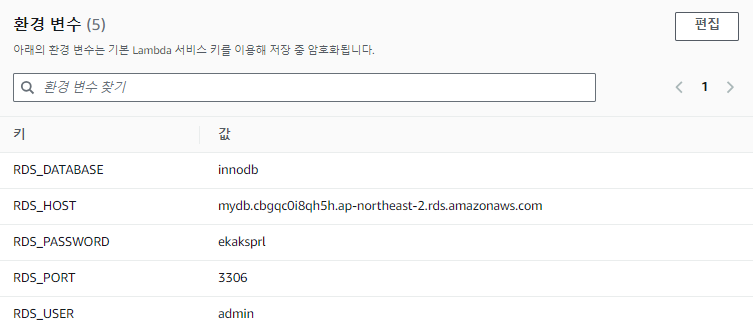 환경 변수 (5)
편집
아래의 환경 변수는 기본 Lambda 서비스 키를 이용해 저장 중 암호화됩니다.
환경 변수 찾기
1
키 값
RDS_DATABASE innodb
RDS_HOST mydb.cbgqc0i8qh5h.ap-northeast-2.rds.amazonaws.com
RDS_PASSWORD ekaksprl
RDS_PORT 3306
RDS_USER admin